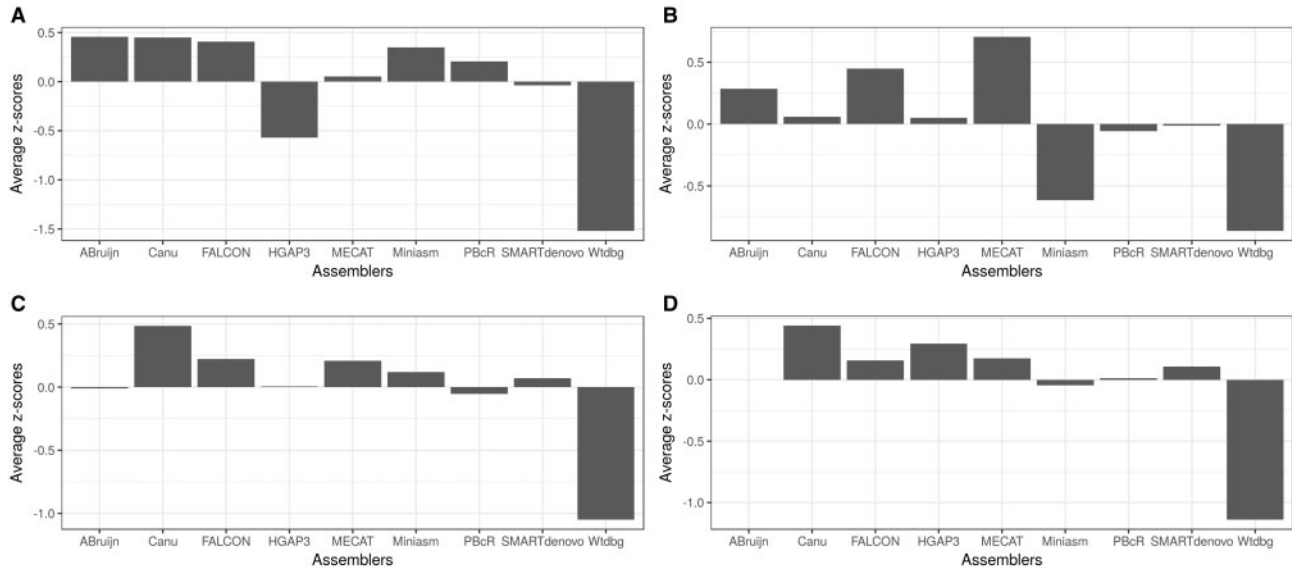 A
Average z-scores
0.5
0.0
-0.5
-1.0
-1.5
ABruijn Canu FALCON HGAP3 MECAT Miniasm PBcR SMARTdenovo Wtdbg
Assemblers
B
Average z-scores
0.5
0.0
-0.5
ABruijn Canu FALCON HGAP3 MECAT Miniasm PBcR SMARTdenovo Wtdbg
Assemblers
C
Average z-scores
0.5
0.0
-0.5
-1.0
ABruijn Canu FALCON HGAP3 MECAT Miniasm PBcR SMARTdenovo Wtdbg
Assemblers
D
Average z-scores
0.5
0.0
-0.5
-1.0
ABruijn Canu FALCON HGAP3 MECAT Miniasm PBcR SMARTdenovo Wtdbg
Assemblers